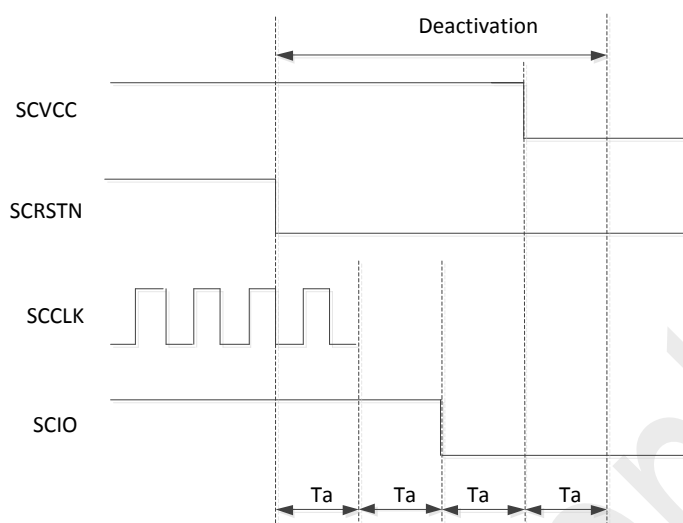 Deactivation
SCVCC
SCRSTN
SCCLK
SCIO
Ta Ta Ta Ta